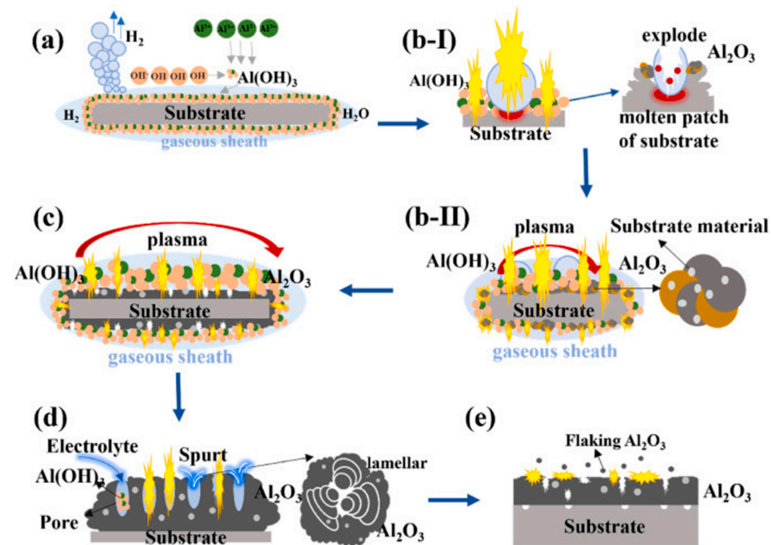 (a)
H₂
Al³⁺ Al³⁺ Al³⁺ Al³⁺
OH⁻ OH OH OH
Al(OH)₃
H₂ Substrate H₂O
gaseous sheath
(b-I)
Al(OH)₃
Substrate
explode
Al₂O₃
molten patch
of substrate
(c)
plasma
Al(OH)₃
Al₂O₃
Substrate
gaseous sheath
(b-II)
plasma
Substrate material
Al(OH)₃
Al₂O₃
Substrate
gaseous sheath
(d)
Electrolyte
Spurt
Al(OH)₃
lamellar
Al₂O₃
Pore
Al₂O₃
Substrate
(e)
Flaking Al₂O₃
Al₂O₃
Substrate